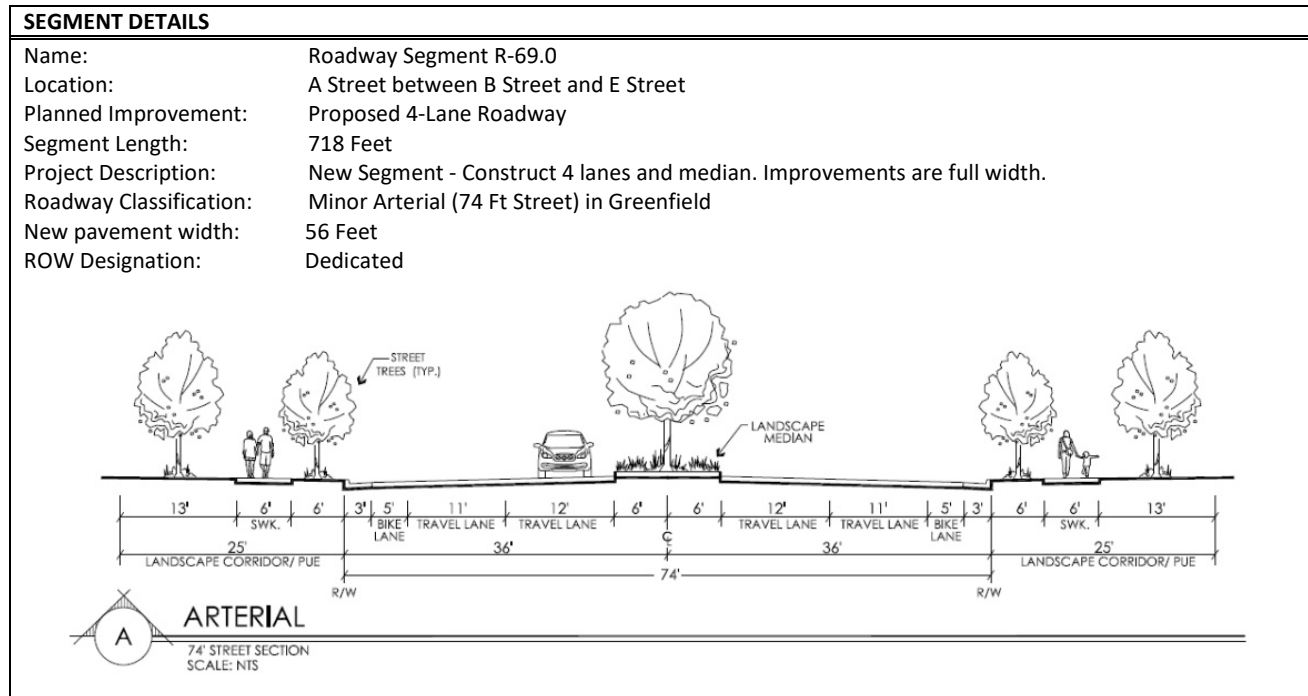 SEGMENT DETAILS
Name: Roadway Segment R-69.0
Location: A Street between B Street and E Street
Planned Improvement: Proposed 4-Lane Roadway
Segment Length: 718 Feet
Project Description: New Segment - Construct 4 lanes and median. Improvements are full width.
Roadway Classification: Minor Arterial (74 Ft Street) in Greenfield
New pavement width: 56 Feet
ROW Designation: Dedicated
STREET
TREES (TYP.)
LANDSCAPE
MEDIAN
13' 6' 6' 3' 5' 11' 12' 6' 6' 12' 11' 5' 3' 6' 6' 13'
SWK. BIKE LANE TRAVEL LANE TRAVEL LANE TRAVEL LANE TRAVEL LANE BIKE LANE SWK.
℄
25' 36' 36' 25'
LANDSCAPE CORRIDOR/ PUE LANDSCAPE CORRIDOR/ PUE
74'
R/W R/W
A ARTERIAL
74' STREET SECTION
SCALE: NTS